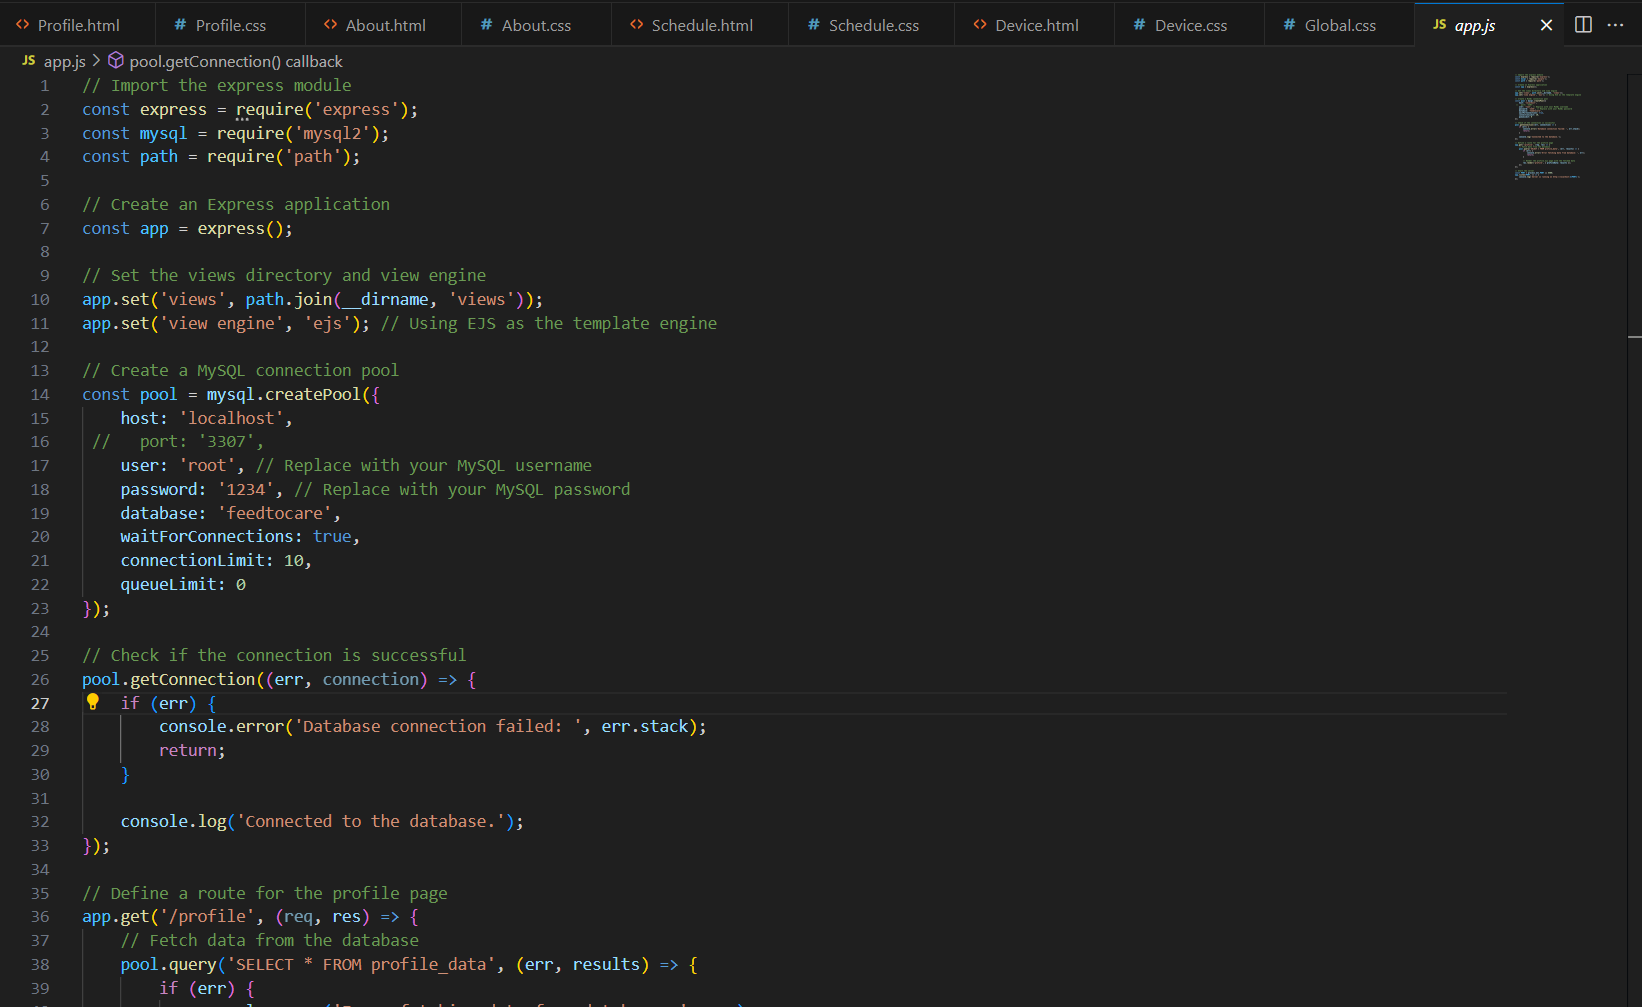 Profile.html # Profile.css About.html # About.css Schedule.html # Schedule.css Device.html # Device.css # Global.css JS app.js
JS app.js > pool.getConnection() callback
1 // Import the express module
2 const express = require('express');
3 const mysql = require('mysql2');
4 const path = require('path');
5
6 // Create an Express application
7 const app = express();
8
9 // Set the views directory and view engine
10 app.set('views', path.join(__dirname, 'views'));
11 app.set('view engine', 'ejs'); // Using EJS as the template engine
12
13 // Create a MySQL connection pool
14 const pool = mysql.createPool({
15     host: 'localhost',
16  //   port: '3307',
17     user: 'root', // Replace with your MySQL username
18     password: '1234', // Replace with your MySQL password
19     database: 'feedtocare',
20     waitForConnections: true,
21     connectionLimit: 10,
22     queueLimit: 0
23 });
24
25 // Check if the connection is successful
26 pool.getConnection((err, connection) => {
27     if (err) {
28         console.error('Database connection failed: ', err.stack);
29         return;
30     }
31
32     console.log('Connected to the database.');
33 });
34
35 // Define a route for the profile page
36 app.get('/profile', (req, res) => {
37     // Fetch data from the database
38     pool.query('SELECT * FROM profile_data', (err, results) => {
39         if (err) {